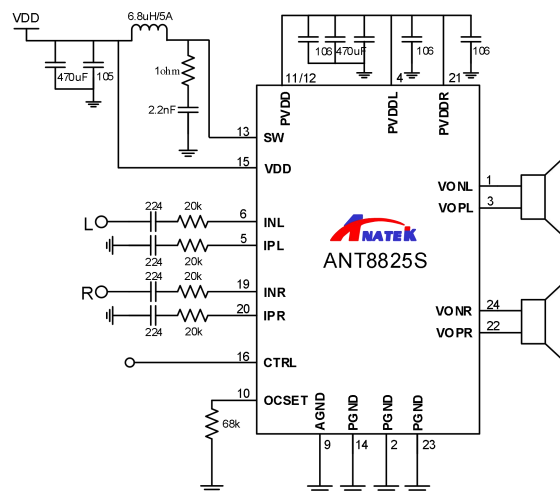 VDD
6.8uH/5A
470uF
105
1ohm
2.2nF
106
470uF
106
106
11/12
4
21
PVDD
PVDDL
PVDDR
13
SW
15
VDD
L
224
20k
6
INL
224
20k
5
IPL
R
224
20k
19
INR
224
20k
20
IPR
16
CTRL
10
OCSET
68k
ANATEK
ANT8825S
VONL
1
VOPL
3
VONR
24
VOPR
22
AGND
PGND
PGND
PGND
9
14
2
23